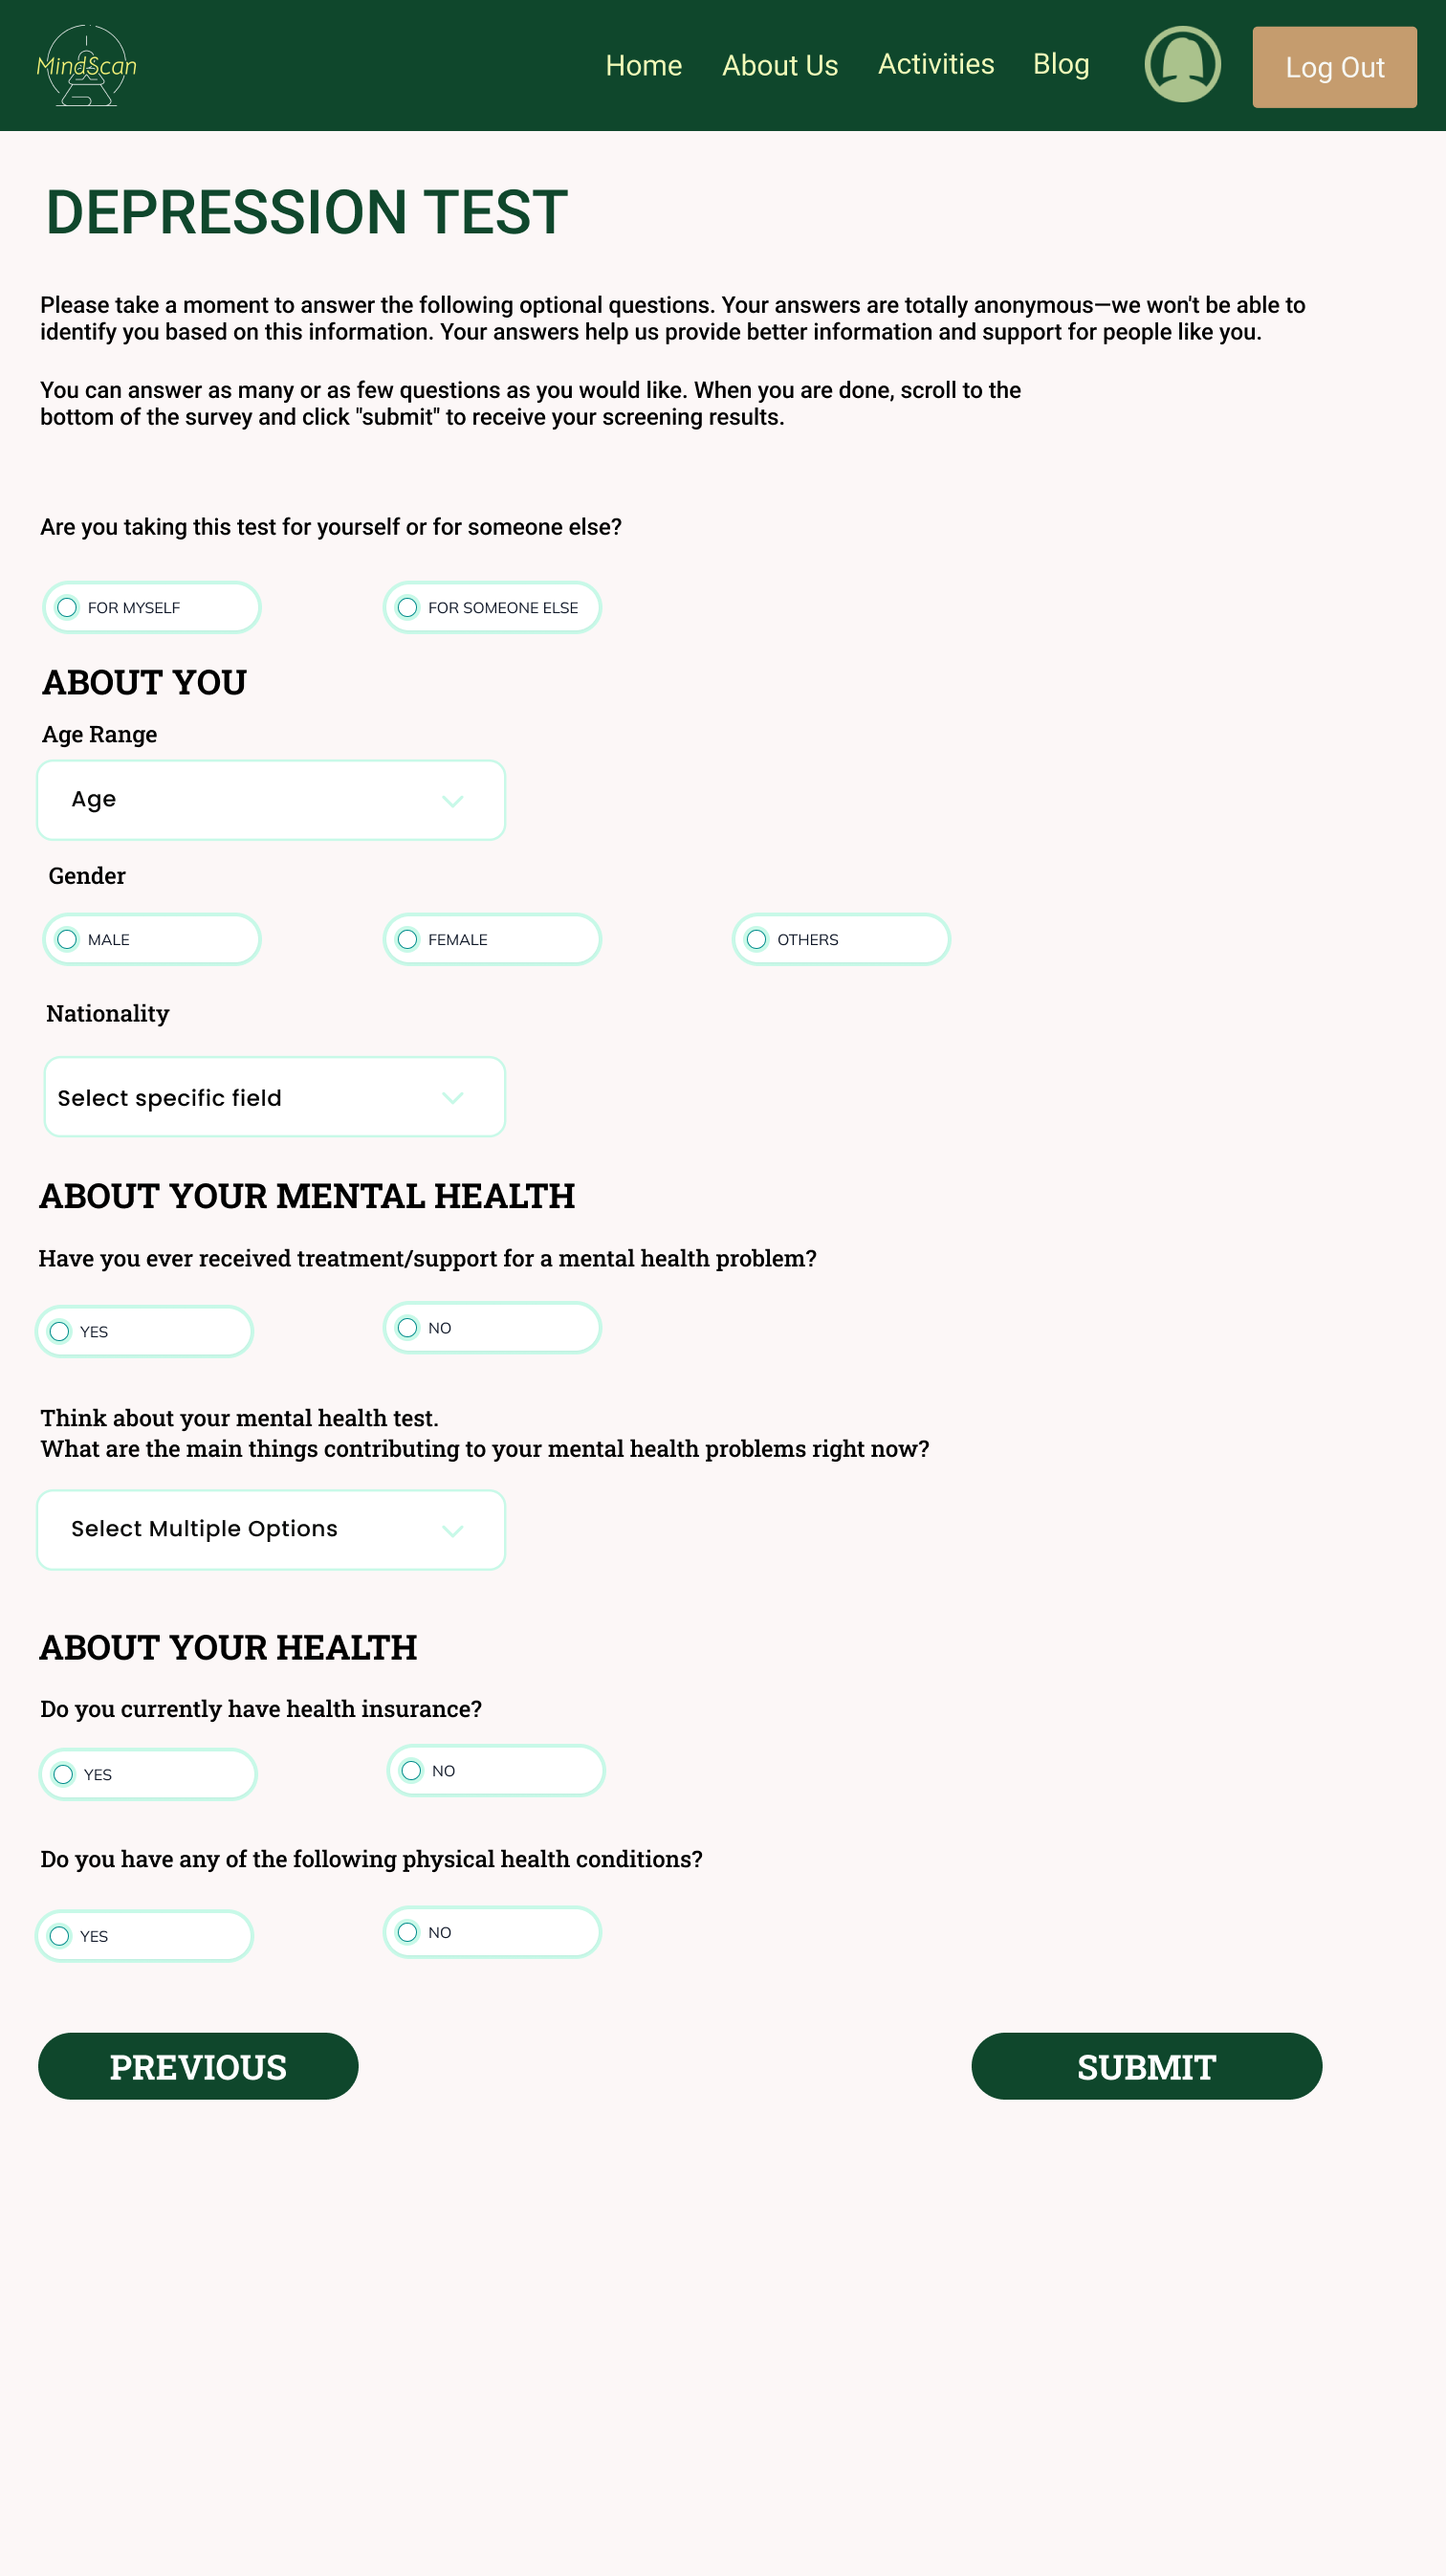 MindScan
Home
About Us
Activities
Blog
Log Out
DEPRESSION TEST
Please take a moment to answer the following optional questions. Your answers are totally anonymous—we won't be able to
identify you based on this information. Your answers help us provide better information and support for people like you.
You can answer as many or as few questions as you would like. When you are done, scroll to the
bottom of the survey and click "submit" to receive your screening results.
Are you taking this test for yourself or for someone else?
FOR MYSELF
FOR SOMEONE ELSE
ABOUT YOU
Age Range
Age
Gender
MALE
FEMALE
OTHERS
Nationality
Select specific field
ABOUT YOUR MENTAL HEALTH
Have you ever received treatment/support for a mental health problem?
YES
NO
Think about your mental health test.
What are the main things contributing to your mental health problems right now?
Select Multiple Options
ABOUT YOUR HEALTH
Do you currently have health insurance?
YES
NO
Do you have any of the following physical health conditions?
YES
NO
PREVIOUS
SUBMIT